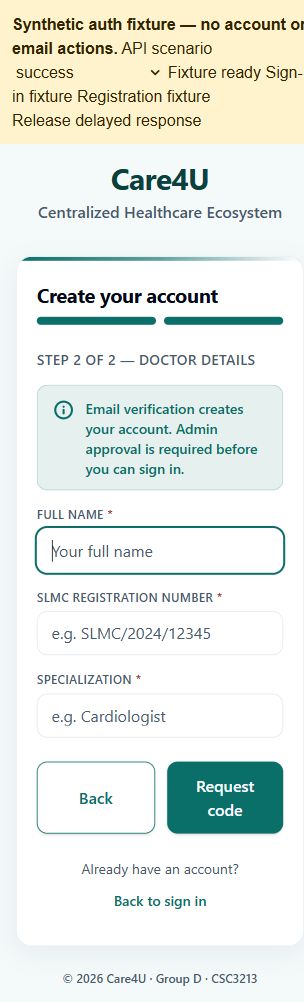 Synthetic auth fixture — no account or
email actions. API scenario
success Fixture ready Sign-
in fixture Registration fixture
Release delayed response
Care4U
Centralized Healthcare Ecosystem
Create your account
STEP 2 OF 2 — DOCTOR DETAILS
Email verification creates
your account. Admin
approval is required before
you can sign in.
FULL NAME *
Your full name
SLMC REGISTRATION NUMBER *
e.g. SLMC/2024/12345
SPECIALIZATION *
e.g. Cardiologist
Back
Request
code
Already have an account?
Back to sign in
© 2026 Care4U · Group D · CSC3213